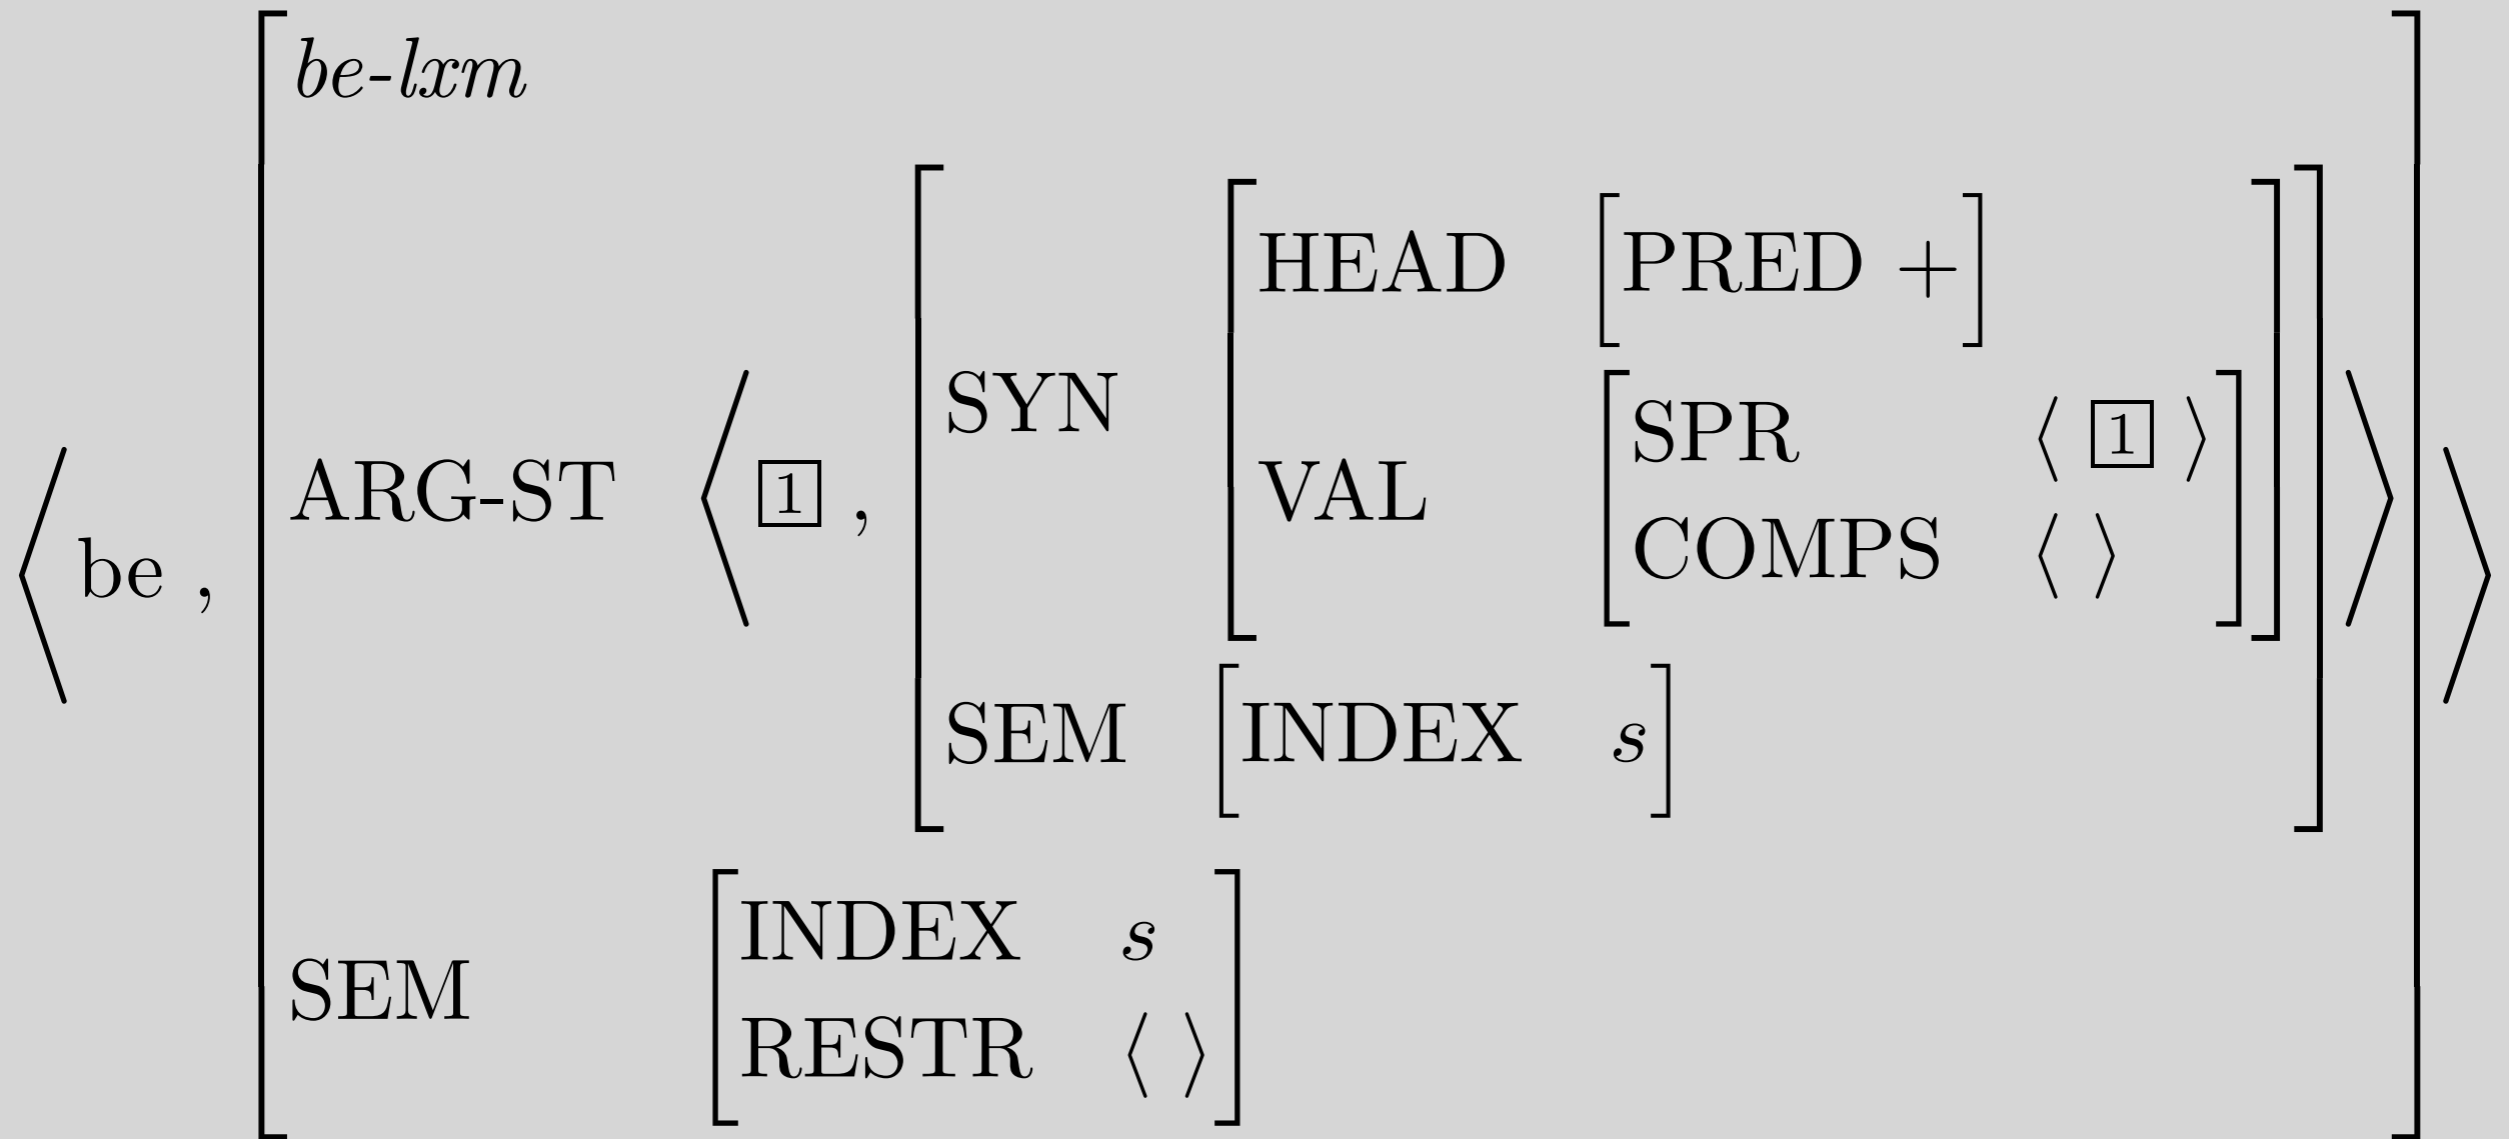 be-lxm
HEAD [PRED +]
SYN
SPR ⟨ 1 ⟩
VAL
ARG-ST ⟨ 1 ,
COMPS ⟨ ⟩
⟨ be ,
SEM [INDEX s]
INDEX s
SEM
RESTR ⟨ ⟩